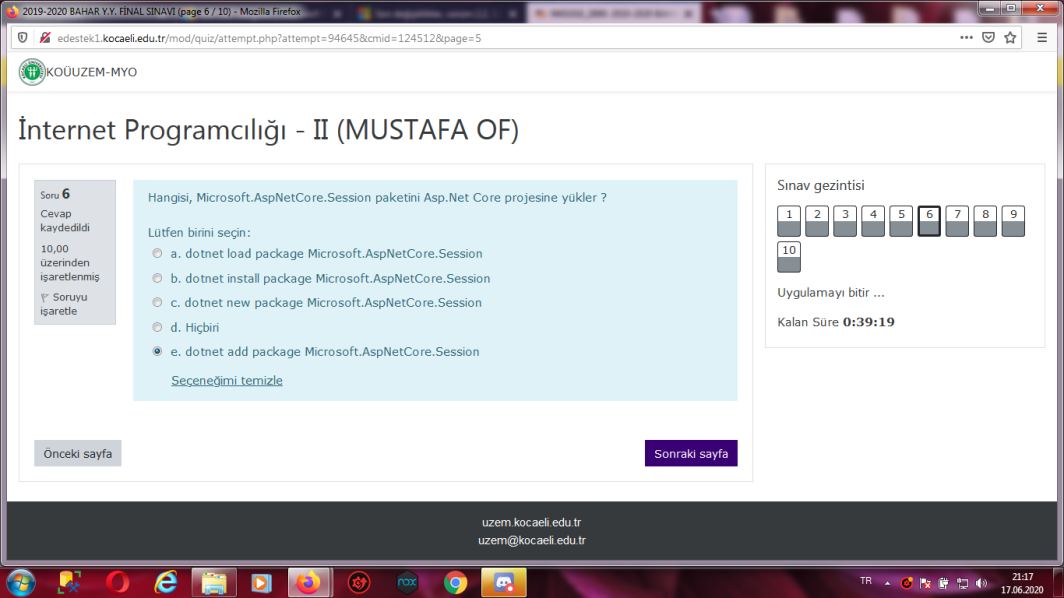 2019-2020 BAHAR Y.Y. FİNAL SINAVI (page 6 / 10) - Mozilla Firefox
edestek1.kocaeli.edu.tr/mod/quiz/attempt.php?attempt=94645&cmid=124512&page=5
KOÜUZEM-MYO
İnternet Programcılığı - II (MUSTAFA OF)
Soru 6
Cevap
kaydedildi
10,00
üzerinden
işaretlenmiş
Soruyu
işaretle
Hangisi, Microsoft.AspNetCore.Session paketini Asp.Net Core projesine yükler ?
Lütfen birini seçin:
a. dotnet load package Microsoft.AspNetCore.Session
b. dotnet install package Microsoft.AspNetCore.Session
c. dotnet new package Microsoft.AspNetCore.Session
d. Hiçbiri
e. dotnet add package Microsoft.AspNetCore.Session
Seçeneğimi temizle
Önceki sayfa
Sonraki sayfa
Sınav gezintisi
1 2 3 4 5 6 7 8 9
10
Uygulamayı bitir ...
Kalan Süre 0:39:19
uzem.kocaeli.edu.tr
uzem@kocaeli.edu.tr
nox
TR
21:17
17.06.2020